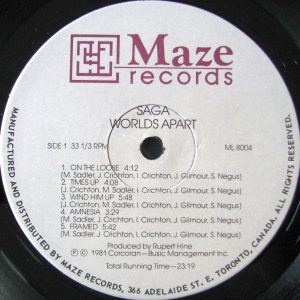 Maze
records
SAGA
WORLDS APART
SIDE 1 33 1/3 RPM
ML 8004
1. ON THE LOOSE 4:12
(M. Sadler, J. Crichton, I. Crichton, J. Gilmour, S. Negus)
2. TIMES UP 4:08
(J. Crichton, M. Sadler, I. Crichton, J. Gilmour, S. Negus)
3. WIND HIM UP 5:48
(J. Crichton, M. Sadler, I. Crichton, J. Gilmour, S. Negus)
4. AMNESIA 3:29
(M. Sadler, J. Crichton, I. Crichton, J. Gilmour, S. Negus)
5. FRAMED 5:42
(M. Sadler, J. Crichton, I. Crichton, J. Gilmour, S. Negus)
Produced by Rupert Hine
℗ © 1981 Corcoran—Busic Management Inc.
Total Running Time—23:19
MANUFACTURED AND DISTRIBUTED BY MAZE RECORDS, 366 ADELAIDE ST. E. TORONTO, CANADA. ALL RIGHTS RESERVED.